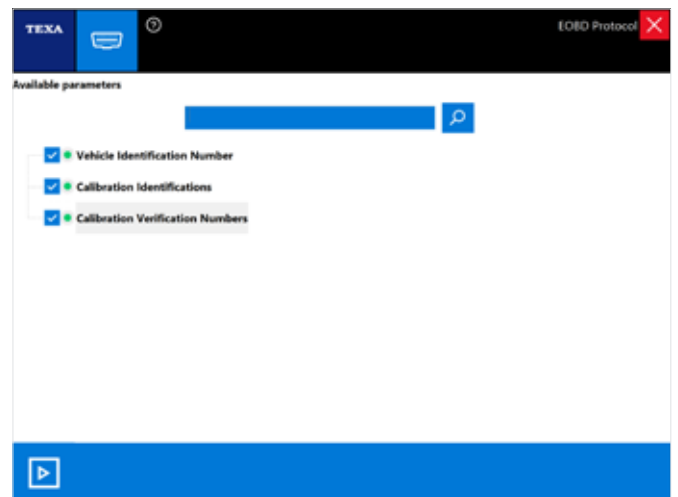 TEXA
EOBD Protocol
Available parameters
Vehicle Identification Number
Calibration Identifications
Calibration Verification Numbers